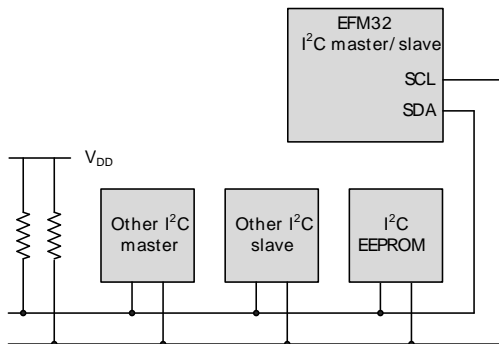 EFM32
I²C master/slave
SCL
SDA
VDD
Other I²C
master
Other I²C
slave
I²C
EEPROM